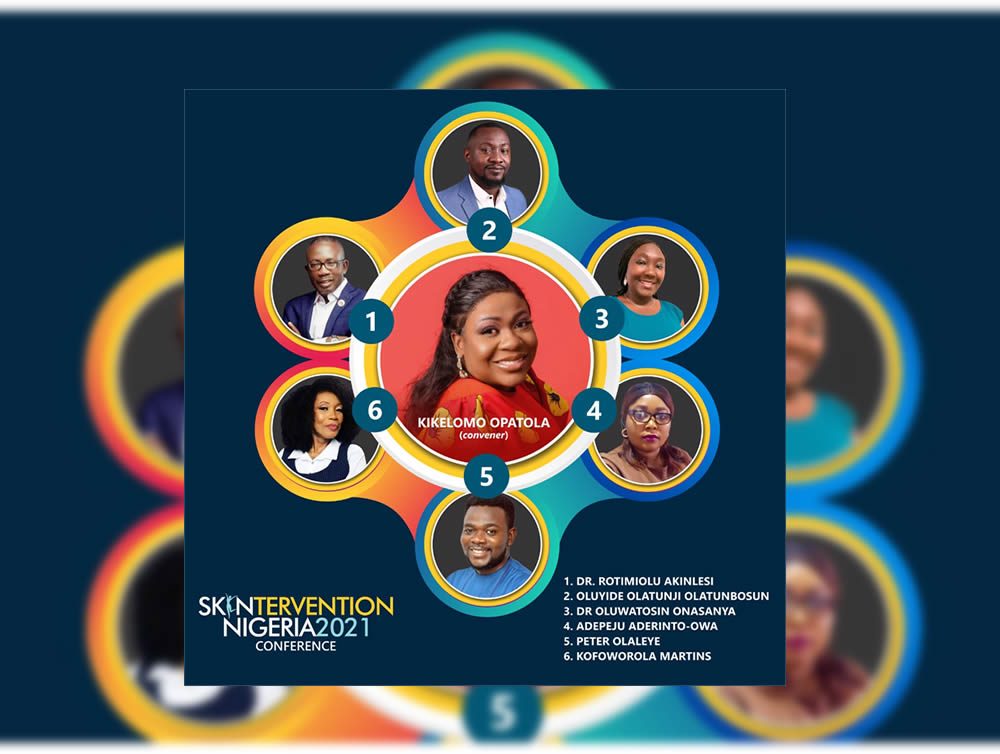 2
1
3
6
4
KIKELOMO OPATOLA
(convener)
5
SKINTERVENTION
NIGERIA2021
CONFERENCE
1. DR. ROTIMIOLU AKINLESI
2. OLUYIDE OLATUNJI OLATUNBOSUN
3. DR OLUWATOSIN ONASANYA
4. ADEPEJU ADERINTO-OWA
5. PETER OLALEYE
6. KOFOWOROLA MARTINS
5